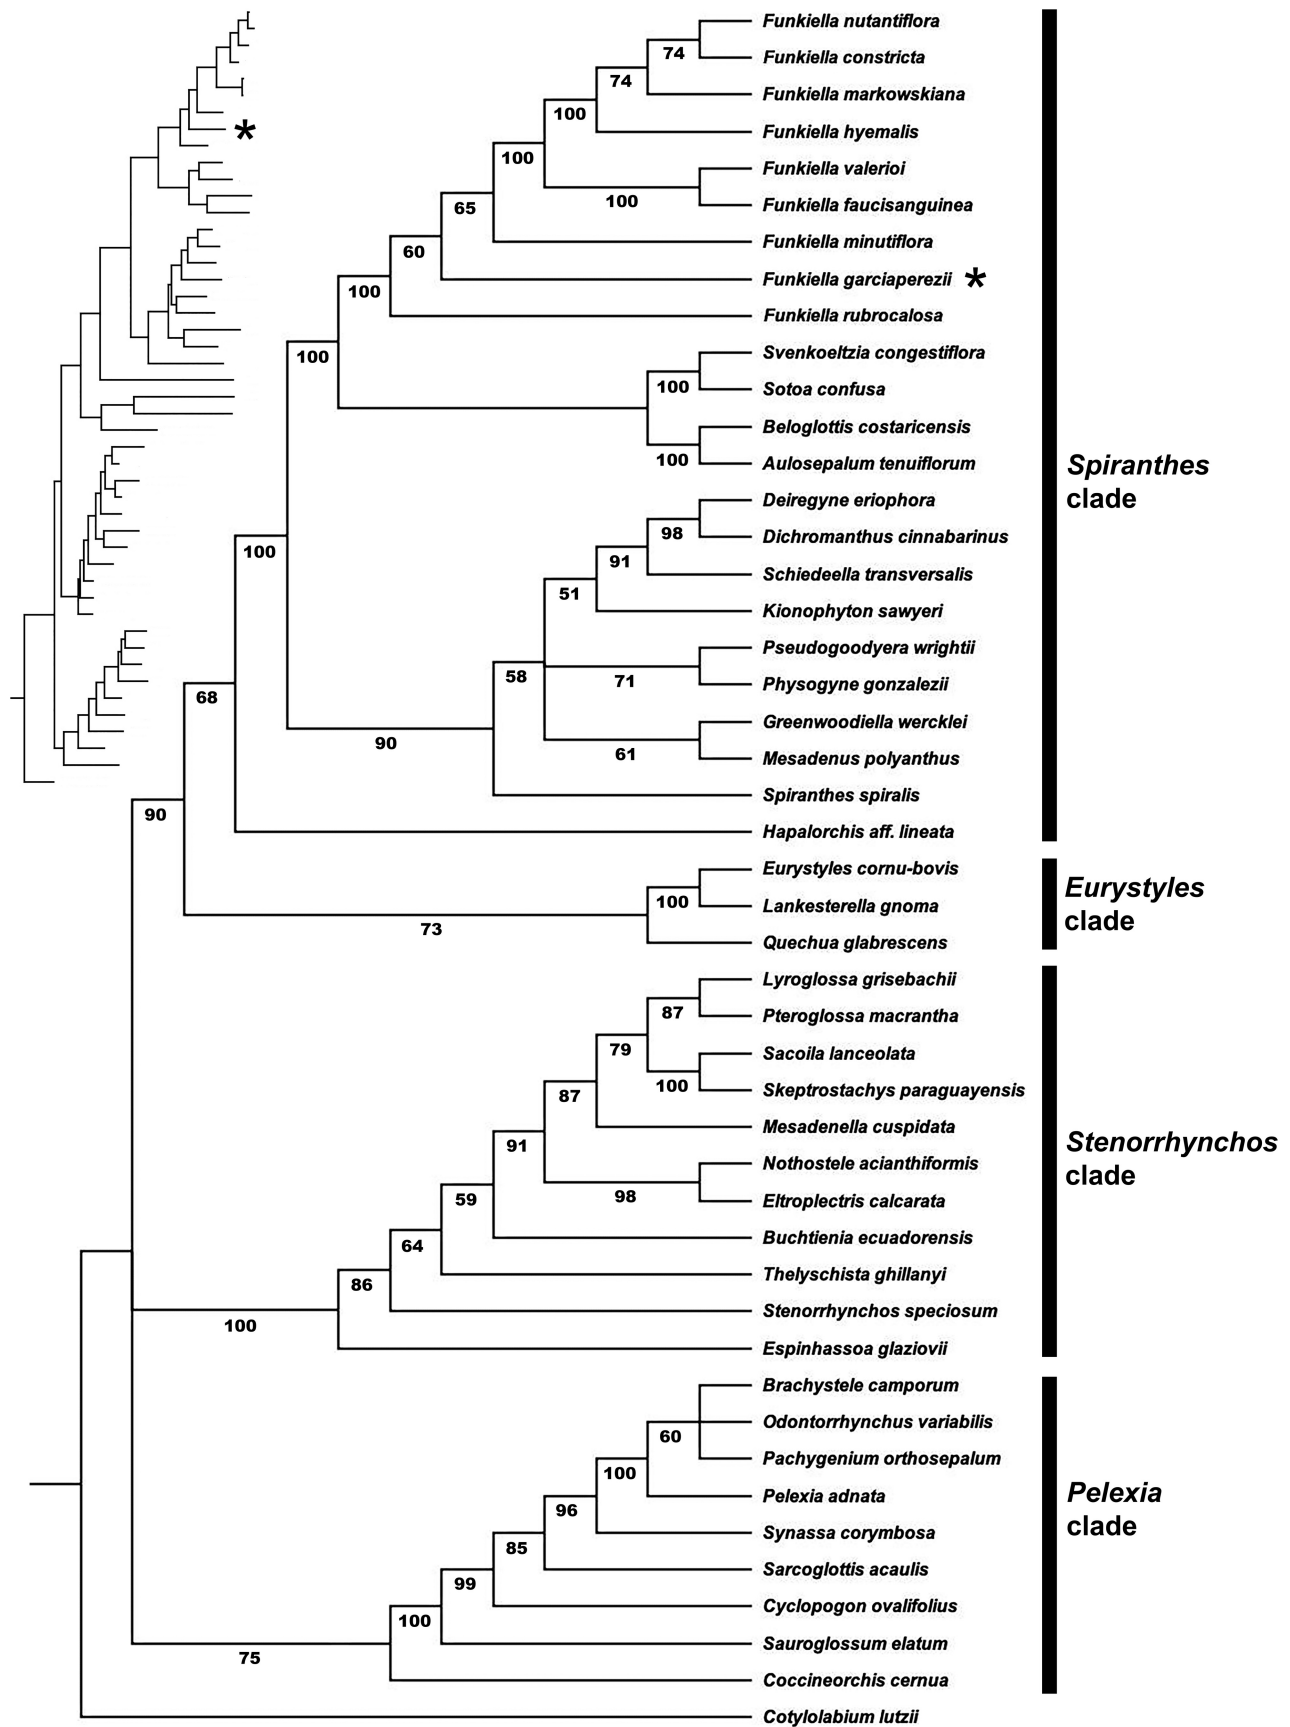 Funkiella nutantiflora
74
Funkiella constricta
74
Funkiella markowskiana
100
Funkiella hyemalis
100
Funkiella valerioi
100
Funkiella faucisanguinea
65
Funkiella minutiflora
60
Funkiella garciaperezii *
*
100
Funkiella rubrocalosa
100
Svenkoeltzia congestiflora
100
Sotoa confusa
Beloglottis costaricensis
100
Aulosepalum tenuiflorum
Spiranthes
clade
Deiregyne eriophora
98
Dichromanthus cinnabarinus
100
91
Schiedeella transversalis
51
Kionophyton sawyeri
Pseudogoodyera wrightii
58
71
Physogyne gonzalezii
68
Greenwoodiella wercklei
90
61
Mesadenus polyanthus
Spiranthes spiralis
90
Hapalorchis aff. lineata
Eurystyles cornu-bovis
100
Lankesterella gnoma
73
Quechua glabrescens
Eurystyles
clade
Lyroglossa grisebachii
87
Pteroglossa macrantha
79
Sacoila lanceolata
100
Skeptrostachys paraguayensis
87
Mesadenella cuspidata
91
Nothostele acianthiformis
98
Eltroplectris calcarata
59
Buchtienia ecuadorensis
64
Thelyschista ghillanyi
86
Stenorrhynchos speciosum
100
Espinhassoa glaziovii
Stenorrhynchos
clade
Brachystele camporum
Odontorrhynchus variabilis
60
Pachygenium orthosepalum
100
Pelexia adnata
96
Synassa corymbosa
85
Sarcoglottis acaulis
99
Cyclopogon ovalifolius
100
Sauroglossum elatum
75
Coccineorchis cernua
Pelexia
clade
Cotylolabium lutzii